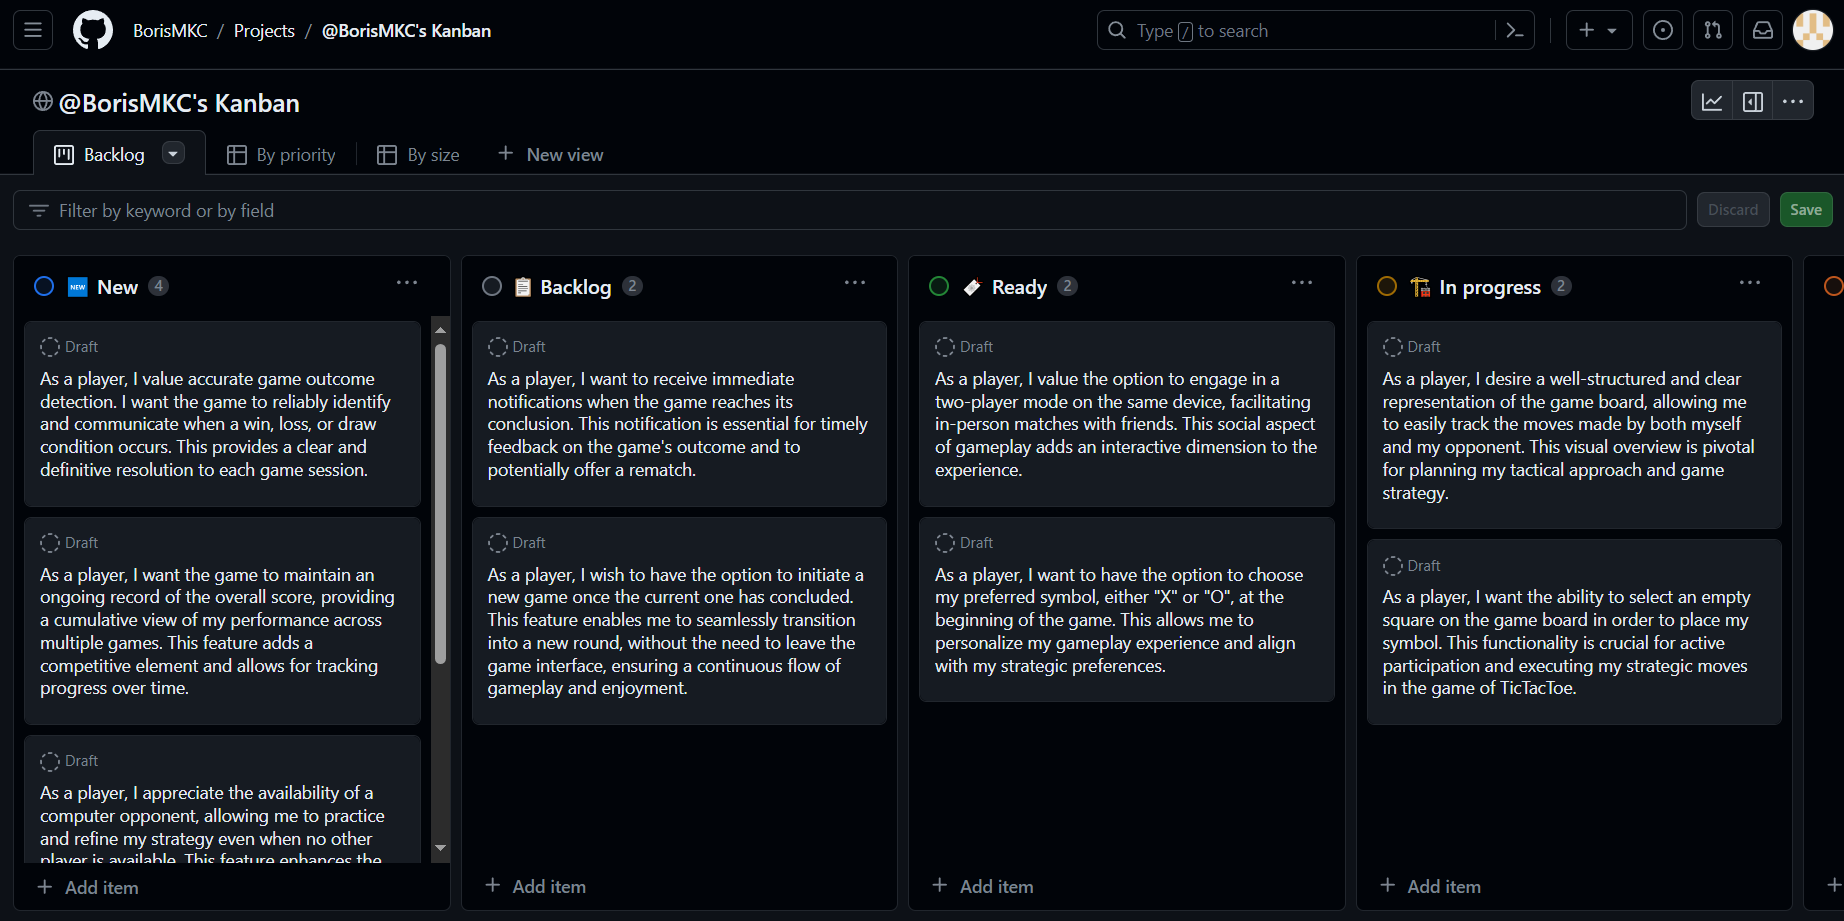 BorisMKC / Projects / @BorisMKC's Kanban
Type / to search
@BorisMKC's Kanban
Backlog
By priority
By size
New view
Filter by keyword or by field
Discard
Save
NEW New 4
Draft
As a player, I value accurate game outcome
detection. I want the game to reliably identify
and communicate when a win, loss, or draw
condition occurs. This provides a clear and
definitive resolution to each game session.
Draft
As a player, I want the game to maintain an
ongoing record of the overall score, providing
a cumulative view of my performance across
multiple games. This feature adds a
competitive element and allows for tracking
progress over time.
Draft
As a player, I appreciate the availability of a
computer opponent, allowing me to practice
and refine my strategy even when no other
player is available. This feature enhances the
Add item
Backlog 2
Draft
As a player, I want to receive immediate
notifications when the game reaches its
conclusion. This notification is essential for timely
feedback on the game's outcome and to
potentially offer a rematch.
Draft
As a player, I wish to have the option to initiate a
new game once the current one has concluded.
This feature enables me to seamlessly transition
into a new round, without the need to leave the
game interface, ensuring a continuous flow of
gameplay and enjoyment.
Add item
Ready 2
Draft
As a player, I value the option to engage in a
two-player mode on the same device, facilitating
in-person matches with friends. This social aspect
of gameplay adds an interactive dimension to the
experience.
Draft
As a player, I want to have the option to choose
my preferred symbol, either "X" or "O", at the
beginning of the game. This allows me to
personalize my gameplay experience and align
with my strategic preferences.
Add item
In progress 2
Draft
As a player, I desire a well-structured and clear
representation of the game board, allowing me
to easily track the moves made by both myself
and my opponent. This visual overview is pivotal
for planning my tactical approach and game
strategy.
Draft
As a player, I want the ability to select an empty
square on the game board in order to place my
symbol. This functionality is crucial for active
participation and executing my strategic moves
in the game of TicTacToe.
Add item